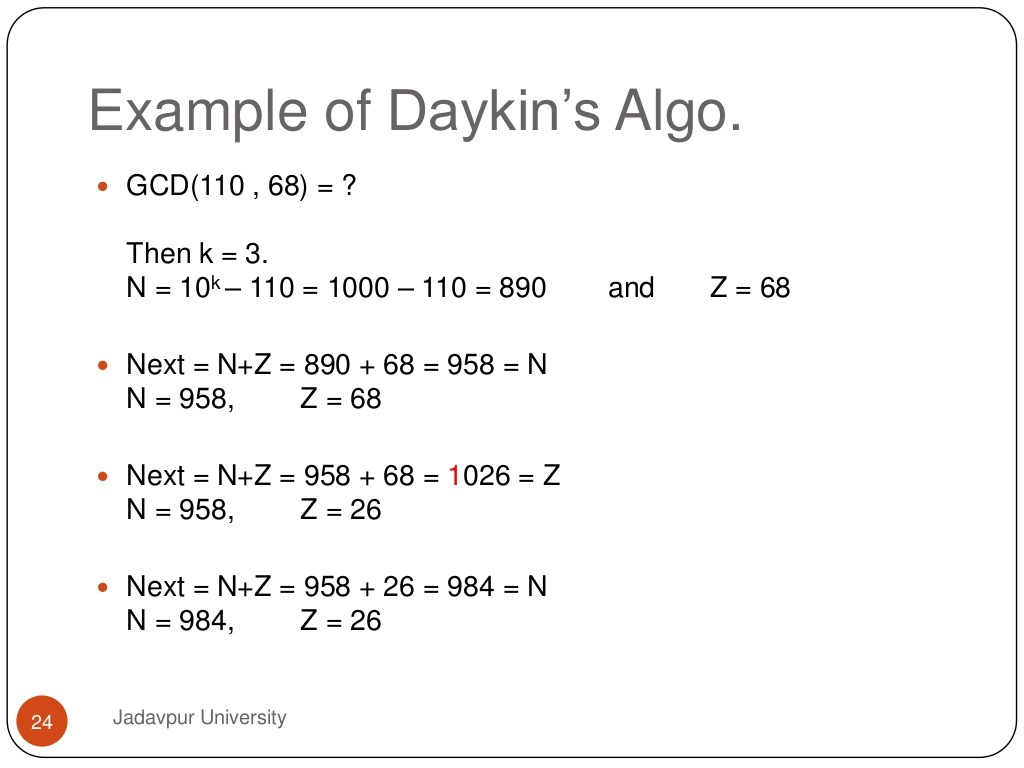 Example of Daykin’s Algo.
• GCD(110 , 68) = ?
Then k = 3.
N = 10ᵏ – 110 = 1000 – 110 = 890 and Z = 68
• Next = N+Z = 890 + 68 = 958 = N
N = 958, Z = 68
• Next = N+Z = 958 + 68 = 1026 = Z
N = 958, Z = 26
• Next = N+Z = 958 + 26 = 984 = N
N = 984, Z = 26
24 Jadavpur University